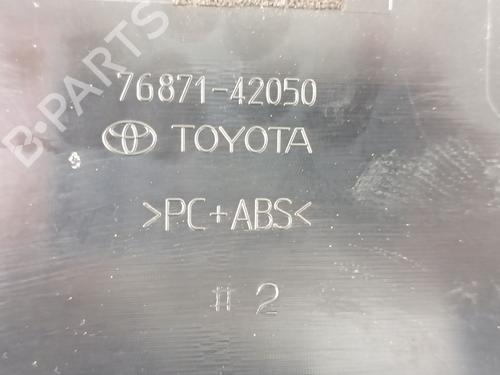 B-PARTS
76871-42050
TOYOTA
>PC+ABS<
# 2